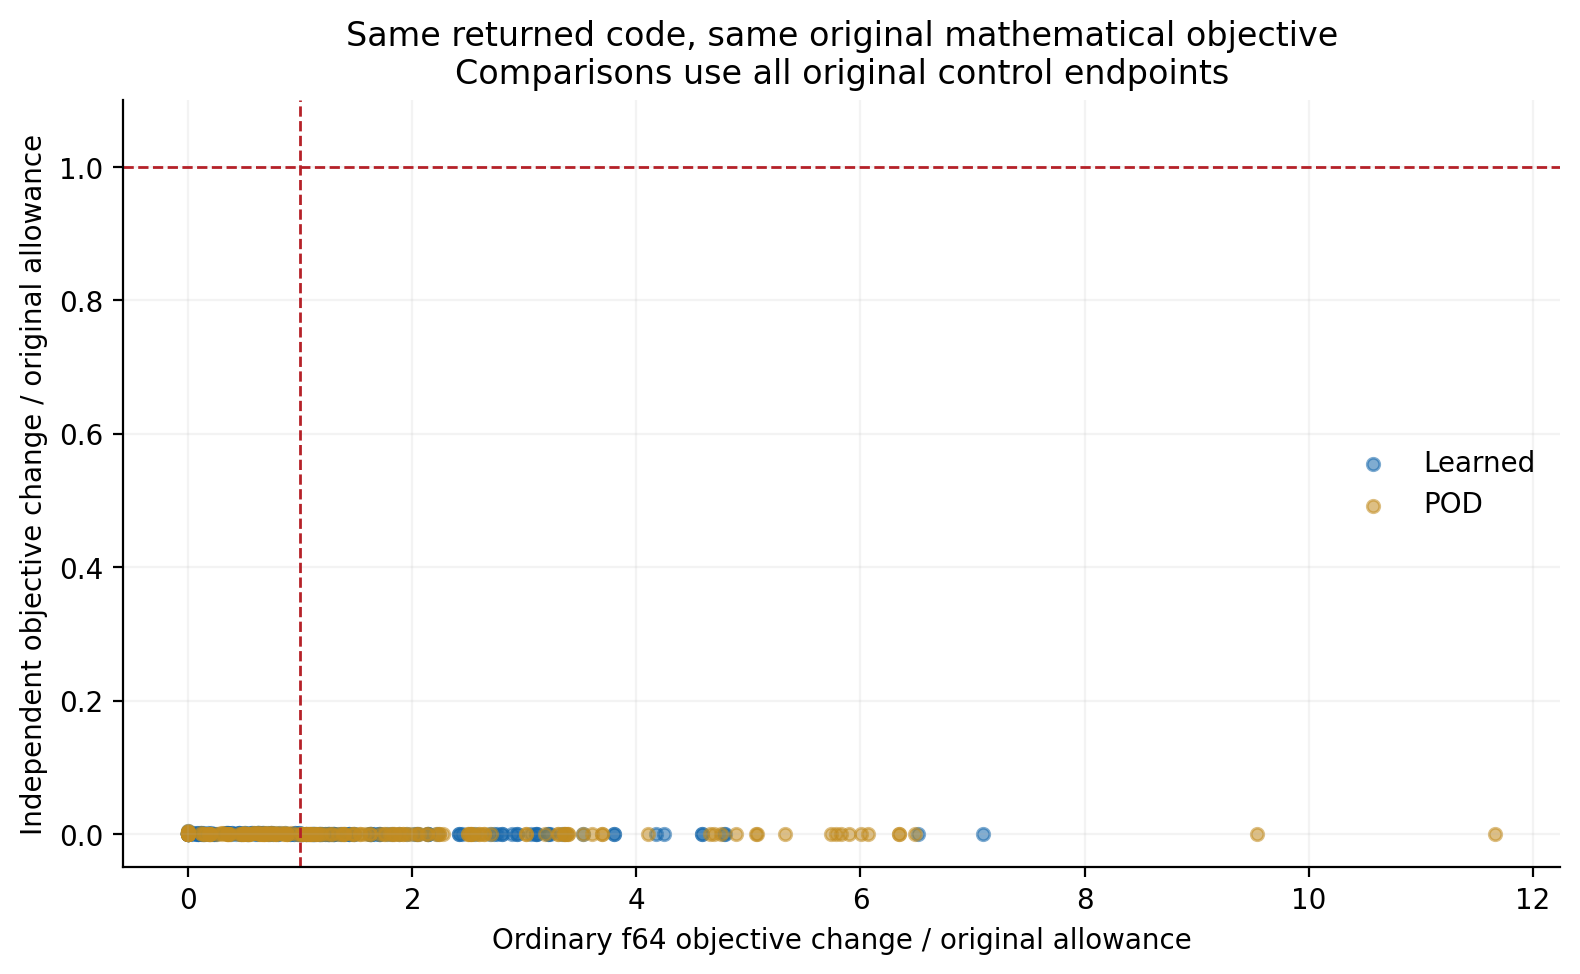 Same returned code, same original mathematical objective
Comparisons use all original control endpoints
Independent objective change / original allowance
1.0
0.8
0.6
0.4
0.2
0.0
Learned
POD
0 2 4 6 8 10 12
Ordinary f64 objective change / original allowance